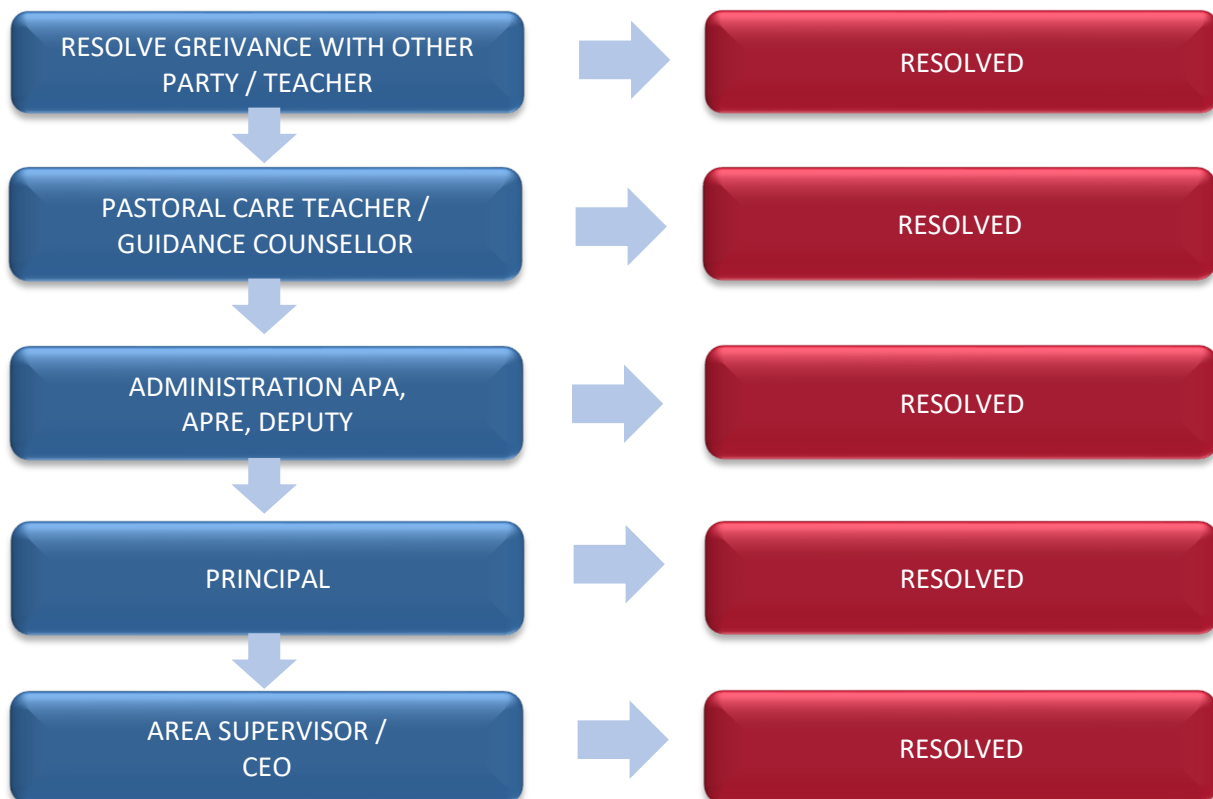 RESOLVE GREIVANCE WITH OTHER
PARTY / TEACHER
RESOLVED
PASTORAL CARE TEACHER /
GUIDANCE COUNSELLOR
RESOLVED
ADMINISTRATION APA,
APRE, DEPUTY
RESOLVED
PRINCIPAL
RESOLVED
AREA SUPERVISOR /
CEO
RESOLVED